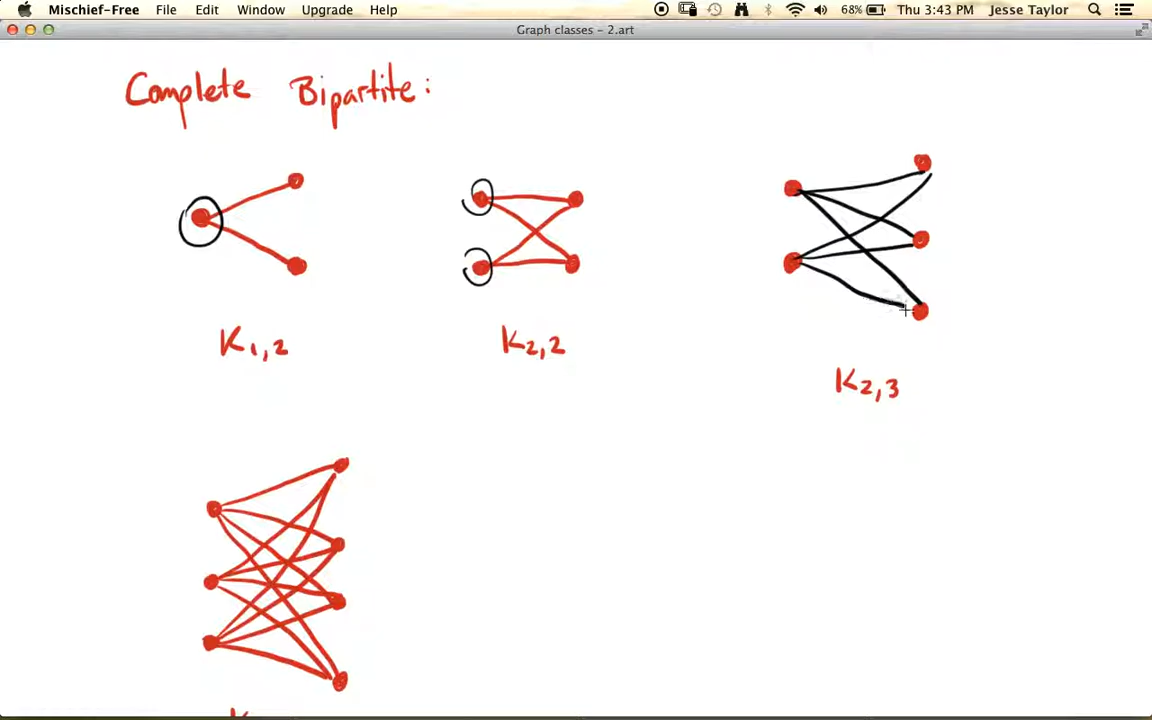 Mischief-Free File Edit Window Upgrade Help 68% Thu 3:43 PM Jesse Taylor
Graph classes - 2.art
Complete Bipartite:
K1,2 K2,2
K2,3
K